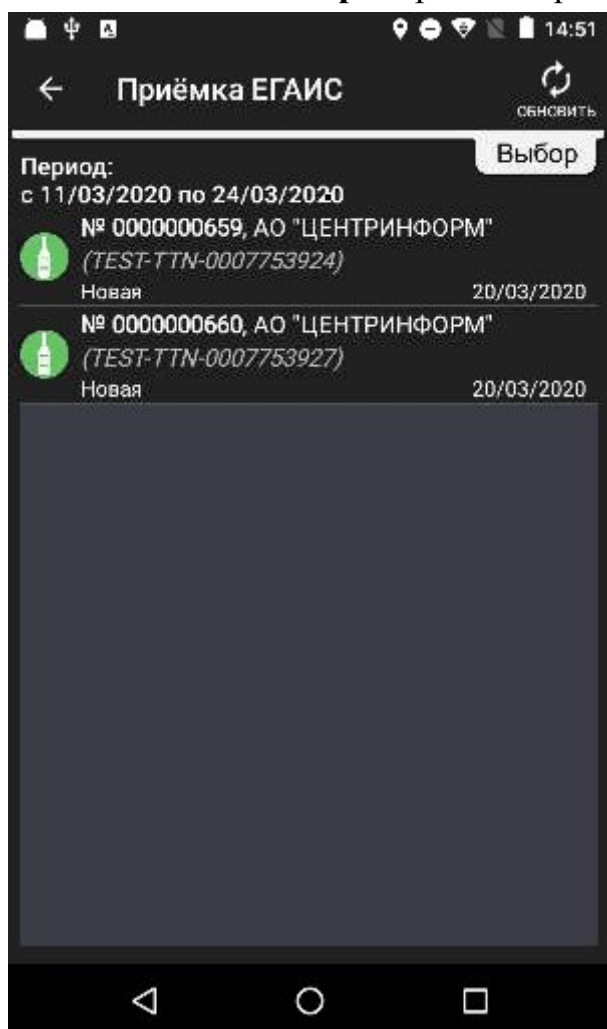 14:51
Приёмка ЕГАИС
ОБНОВИТЬ
Выбор
Период:
с 11/03/2020 по 24/03/2020
№ 0000000659, АО "ЦЕНТРИНФОРМ"
(TEST-TTN-0007753924)
Новая 20/03/2020
№ 0000000660, АО "ЦЕНТРИНФОРМ"
(TEST-TTN-0007753927)
Новая 20/03/2020